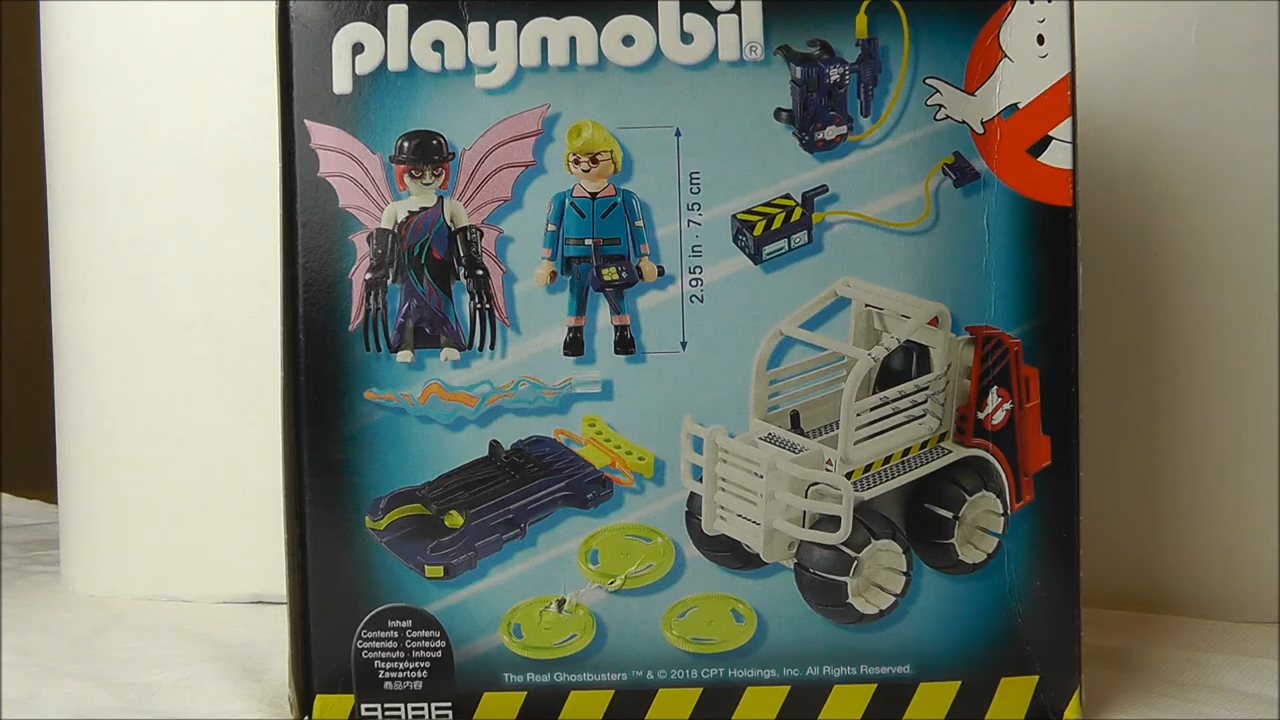 playmobil®
2.95 in · 7,5 cm
Inhalt
Contents · Contenu
Contenido · Conteúdo
Contenuto · Inhoud
Περιεχόμενο
Zawartość
商品内容
9386
The Real Ghostbusters ™ & © 2018 CPT Holdings, Inc. All Rights Reserved.